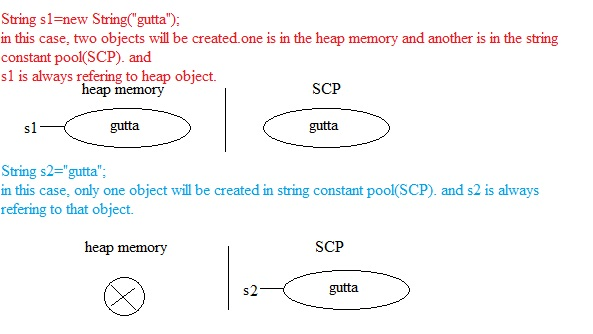 String s1=new String("gutta");
in this case, two objects will be created.one is in the heap memory and another is in the string
constant pool(SCP). and
s1 is always refering to heap object.
heap memory
SCP
s1
gutta
gutta
String s2="gutta";
in this case, only one object will be created in string constant pool(SCP). and s2 is always
refering to that object.
heap memory
SCP
s2
gutta